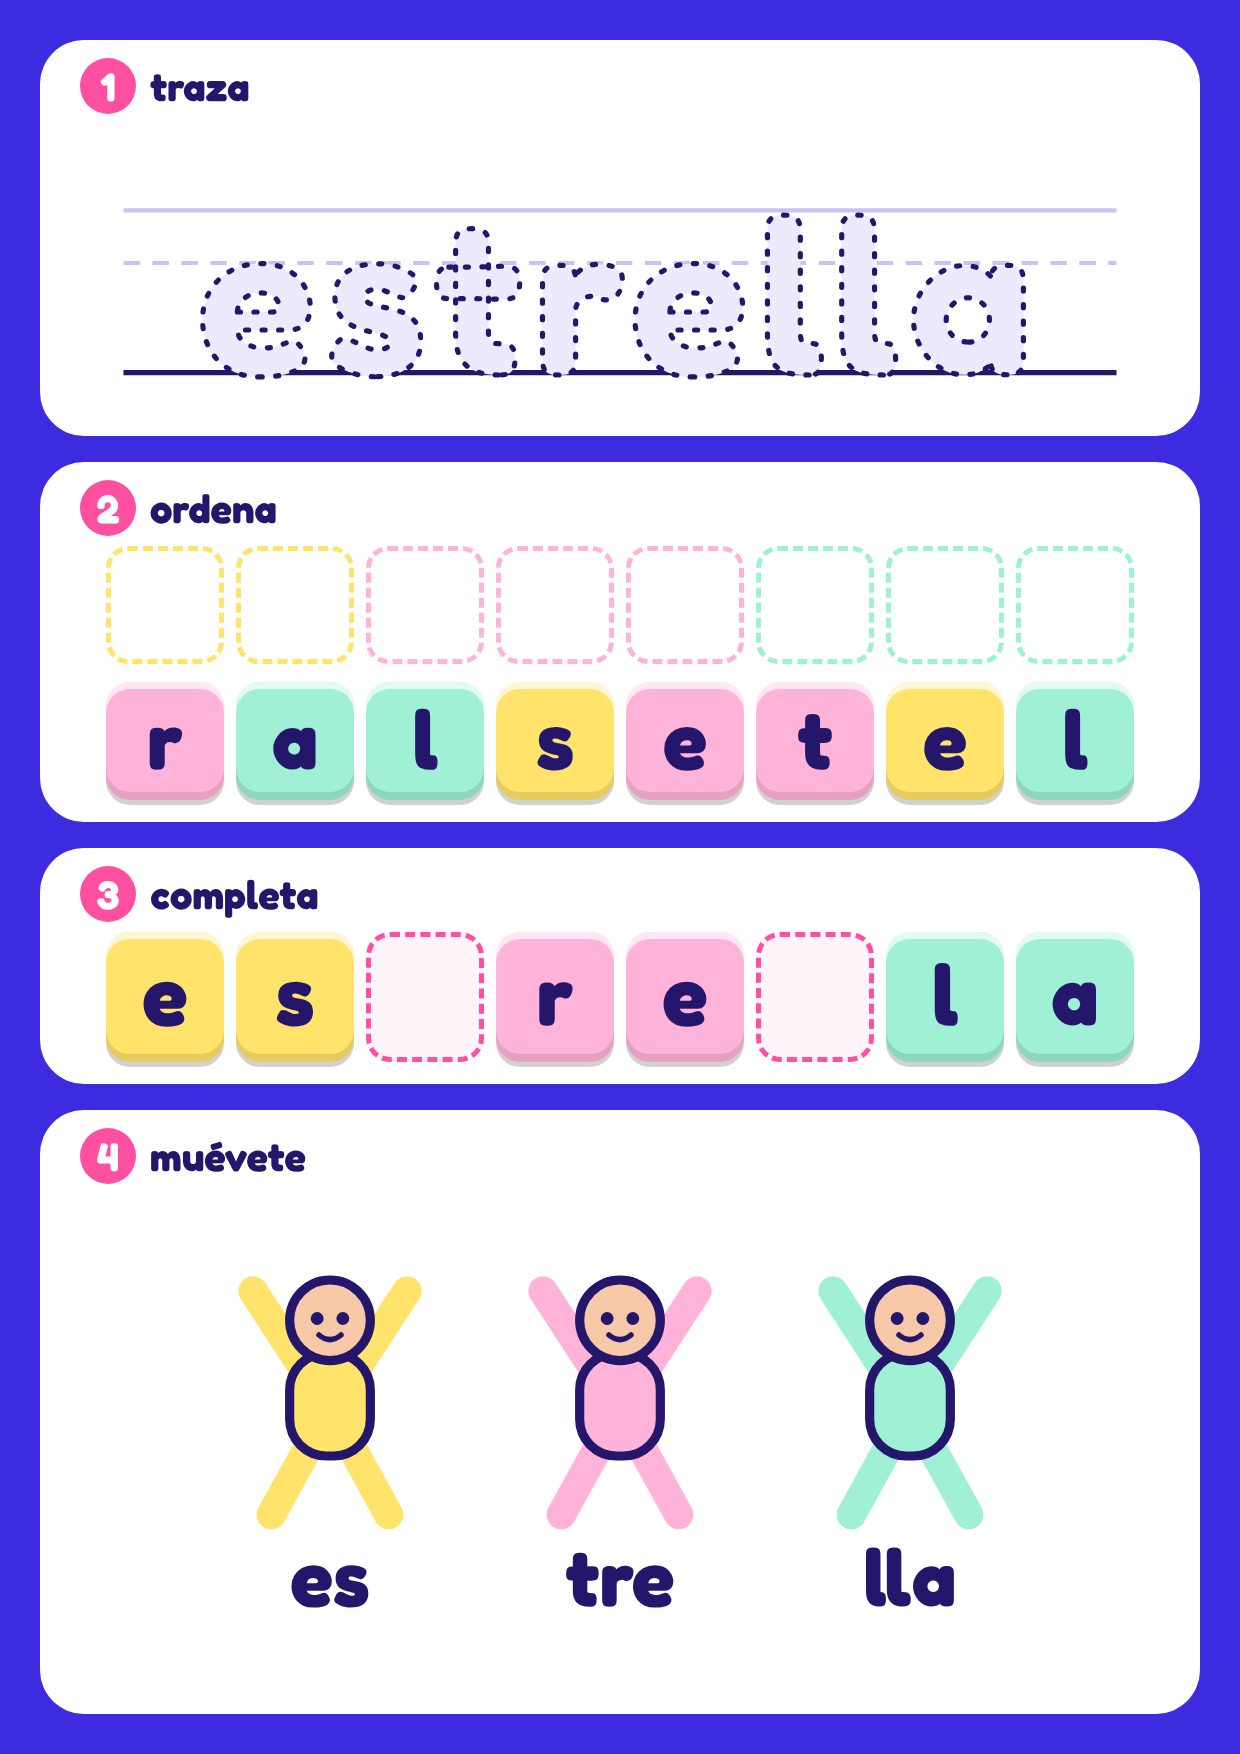 1 traza
estrella
2 ordena
r a l s e t e l
3 completa
e s r e l a
4 muévete
es tre lla